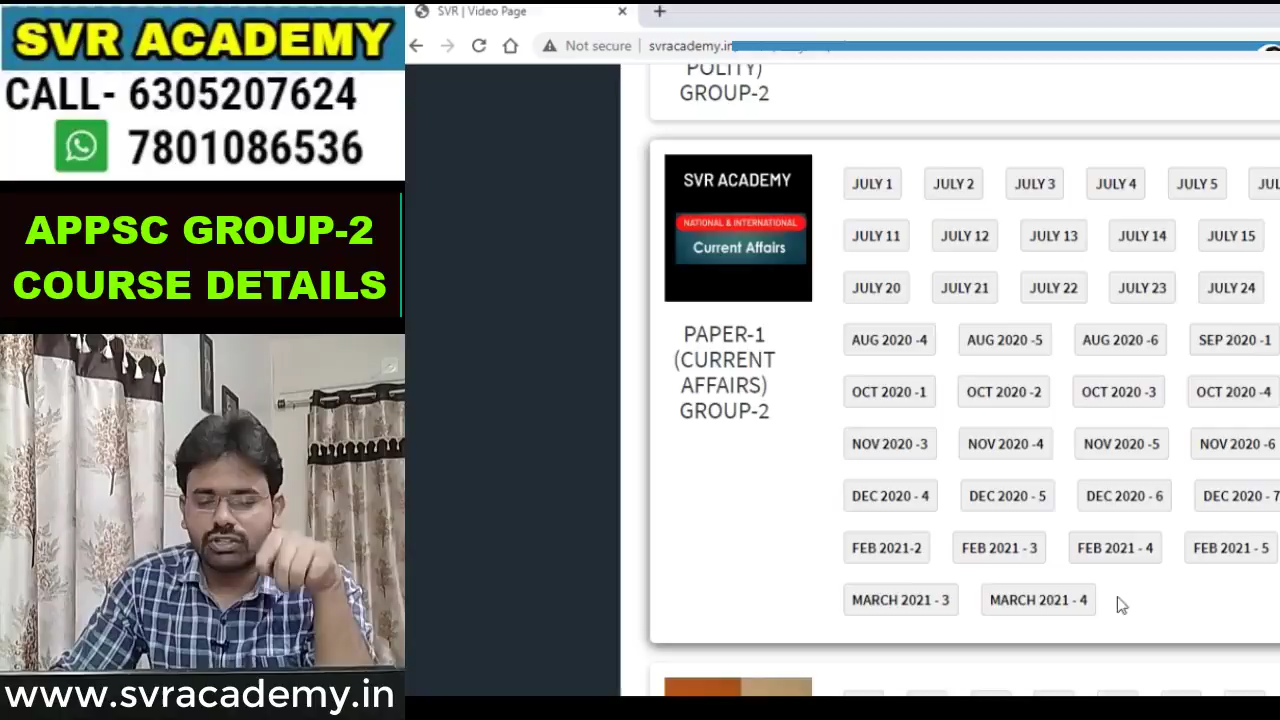 SVR ACADEMY
CALL- 6305207624
7801086536
APPSC GROUP-2
COURSE DETAILS
www.svracademy.in
SVR | Video Page
Not secure
svracademy.in
POLITY)
GROUP-2
SVR ACADEMY
NATIONAL & INTERNATIONAL
Current Affairs
PAPER-1
(CURRENT
AFFAIRS)
GROUP-2
JULY 1 JULY 2 JULY 3 JULY 4 JULY 5 JUL
JULY 11 JULY 12 JULY 13 JULY 14 JULY 15
JULY 20 JULY 21 JULY 22 JULY 23 JULY 24
AUG 2020 -4 AUG 2020 -5 AUG 2020 -6 SEP 2020 -1
OCT 2020 -1 OCT 2020 -2 OCT 2020 -3 OCT 2020 -4
NOV 2020 -3 NOV 2020 -4 NOV 2020 -5 NOV 2020 -6
DEC 2020 - 4 DEC 2020 - 5 DEC 2020 - 6 DEC 2020 - 7
FEB 2021-2 FEB 2021 - 3 FEB 2021 - 4 FEB 2021 - 5
MARCH 2021 - 3 MARCH 2021 - 4